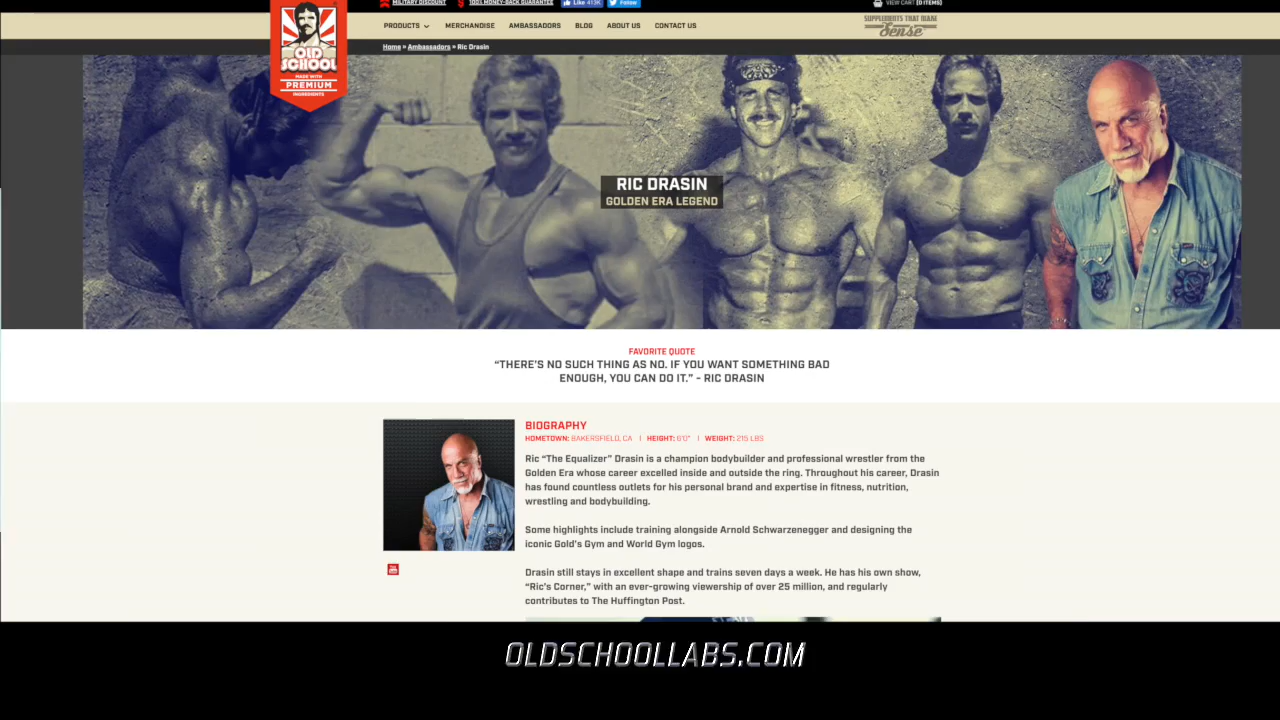 MILITARY DISCOUNT
100% MONEY-BACK GUARANTEE
Like 413K
Follow
VIEW CART (0 ITEMS)
PRODUCTS
MERCHANDISE
AMBASSADORS
BLOG
ABOUT US
CONTACT US
SUPPLEMENTS THAT MAKE
Sense
OLD
SCHOOL
MADE WITH
PREMIUM
INGREDIENTS
Home » Ambassadors » Ric Drasin
RIC DRASIN
GOLDEN ERA LEGEND
FAVORITE QUOTE
“THERE’S NO SUCH THING AS NO. IF YOU WANT SOMETHING BAD
ENOUGH, YOU CAN DO IT.” - RIC DRASIN
BIOGRAPHY
HOMETOWN: BAKERSFIELD, CA | HEIGHT: 6'0" | WEIGHT: 215 LBS
Ric “The Equalizer” Drasin is a champion bodybuilder and professional wrestler from the
Golden Era whose career excelled inside and outside the ring. Throughout his career, Drasin
has found countless outlets for his personal brand and expertise in fitness, nutrition,
wrestling and bodybuilding.
Some highlights include training alongside Arnold Schwarzenegger and designing the
iconic Gold’s Gym and World Gym logos.
Drasin still stays in excellent shape and trains seven days a week. He has his own show,
“Ric’s Corner,” with an ever-growing viewership of over 25 million, and regularly
contributes to The Huffington Post.
OLDSCHOOLLABS.COM